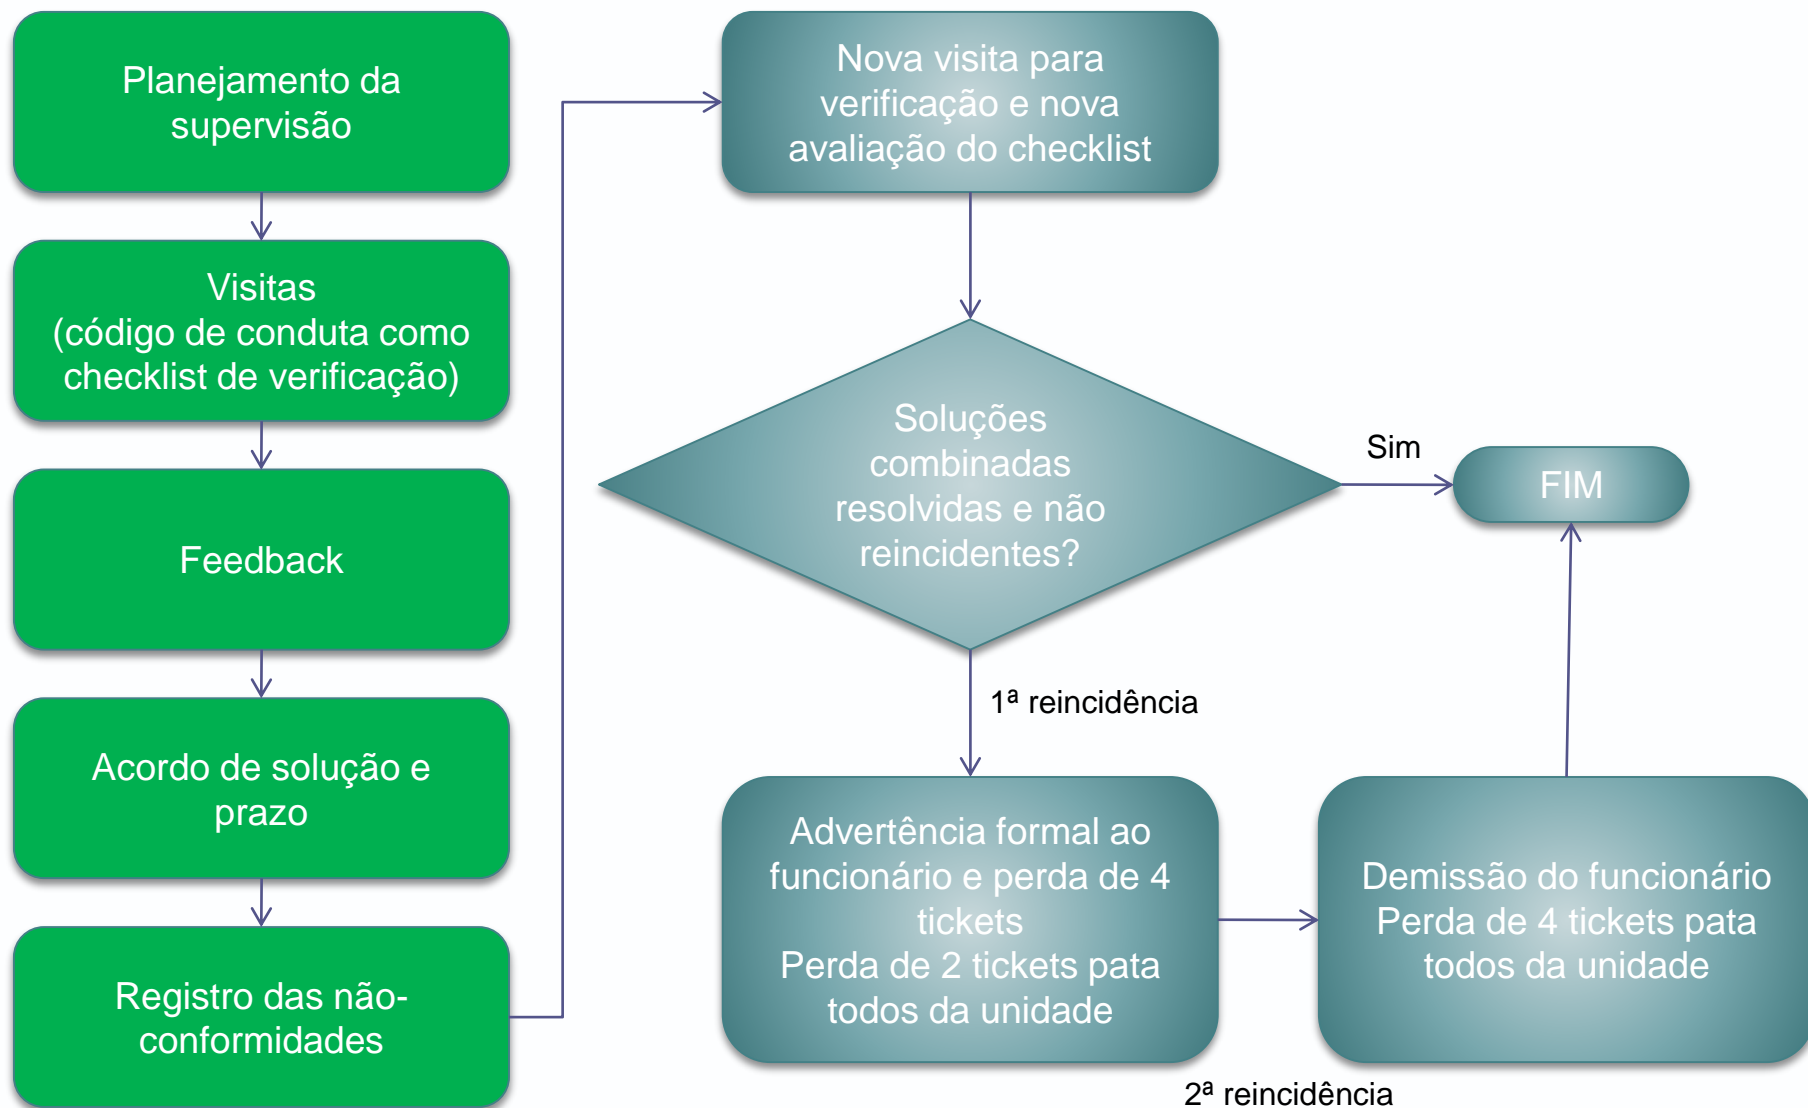 Planejamento da
supervisão
Visitas
(código de conduta como
checklist de verificação)
Feedback
Acordo de solução e
prazo
Registro das não-
conformidades
Nova visita para
verificação e nova
avaliação do checklist
Soluções
combinadas
resolvidas e não
reincidentes?
Sim
FIM
1ª reincidência
Advertência formal ao
funcionário e perda de 4
tickets
Perda de 2 tickets pata
todos da unidade
2ª reincidência
Demissão do funcionário
Perda de 4 tickets pata
todos da unidade